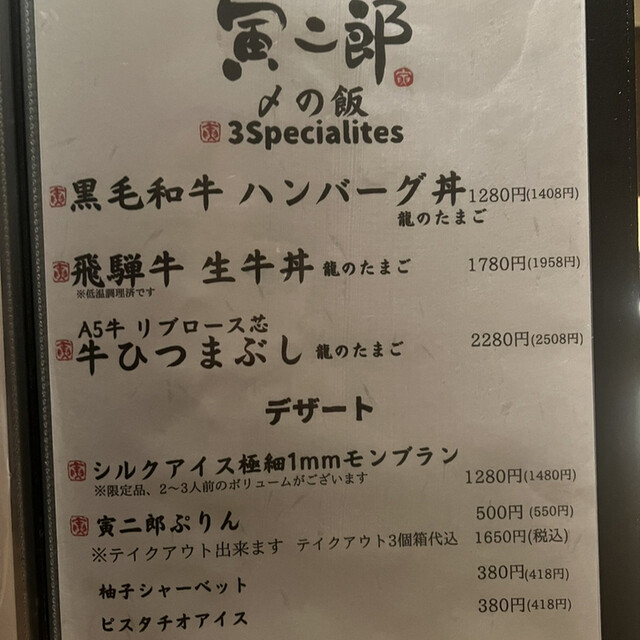 寅二郎
〆の飯
3Specialites
黒毛和牛 ハンバーグ丼 1280円(1408円)
龍のたまご
飛騨牛 生牛丼 龍のたまご 1780円(1958円)
※低温調理済です
A5牛 リブロース芯
牛ひつまぶし 龍のたまご 2280円(2508円)
デザート
シルクアイス極細1mmモンブラン 1280円(1480円)
※限定品、2〜3人前のボリュームがございます
寅二郎ぷりん 500円(550円)
※テイクアウト出来ます テイクアウト3個箱代込 1650円(税込)
柚子シャーベット 380円(418円)
ピスタチオアイス 380円(418円)